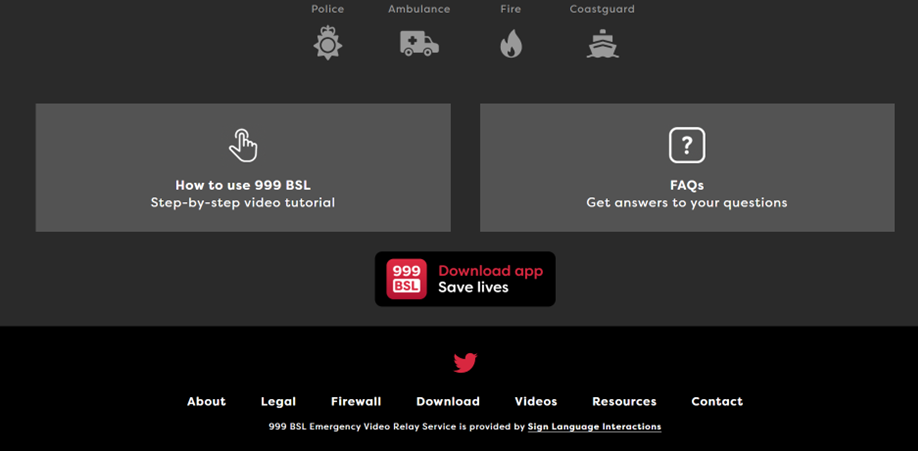 Police Ambulance Fire Coastguard
How to use 999 BSL
Step-by-step video tutorial
?
FAQs
Get answers to your questions
999
BSL
Download app
Save lives
About Legal Firewall Download Videos Resources Contact
999 BSL Emergency Video Relay Service is provided by Sign Language Interactions